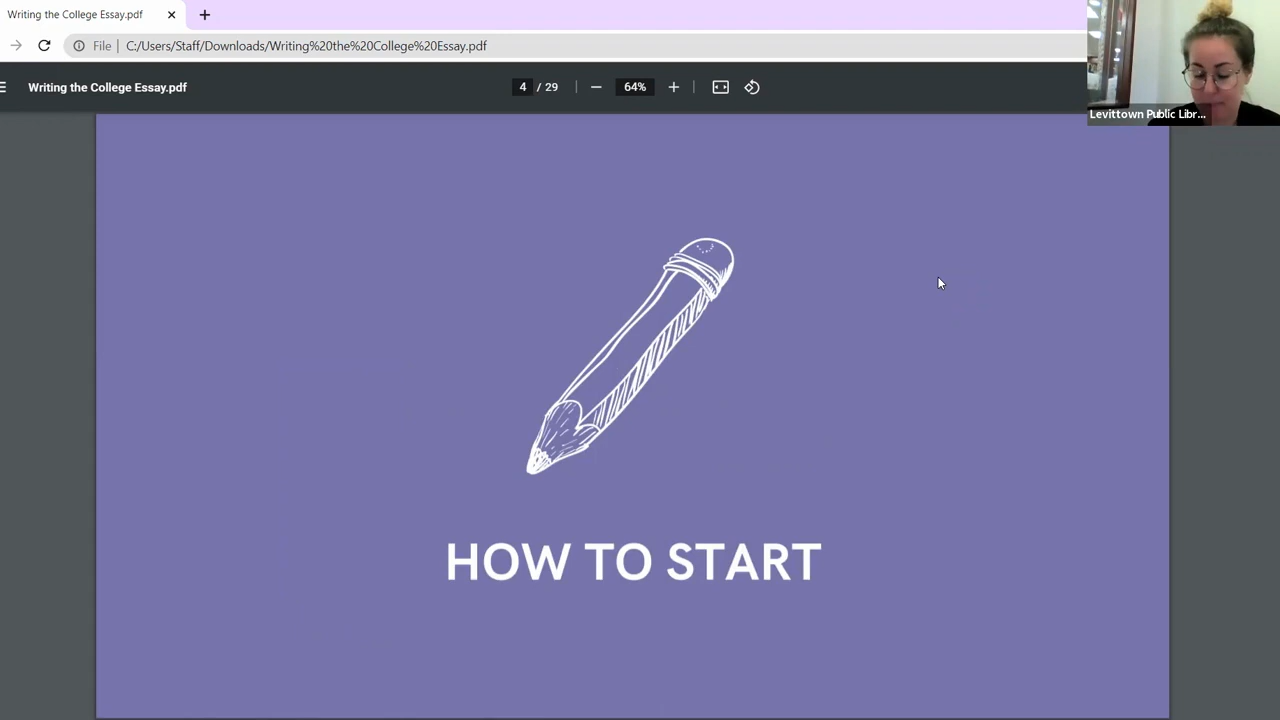 Writing the College Essay.pdf
File
C:/Users/Staff/Downloads/Writing%20the%20College%20Essay.pdf
Writing the College Essay.pdf
4 / 29
64%
Levittown Public Libr...
HOW TO START